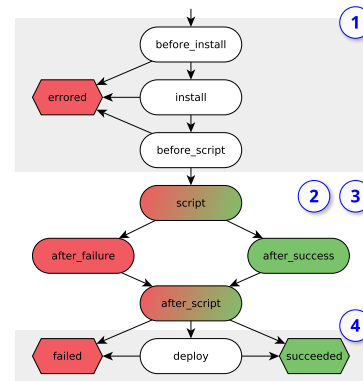 1
before_install
errored
install
before_script
script
2
3
after_failure
after_success
after_script
4
failed
deploy
succeeded